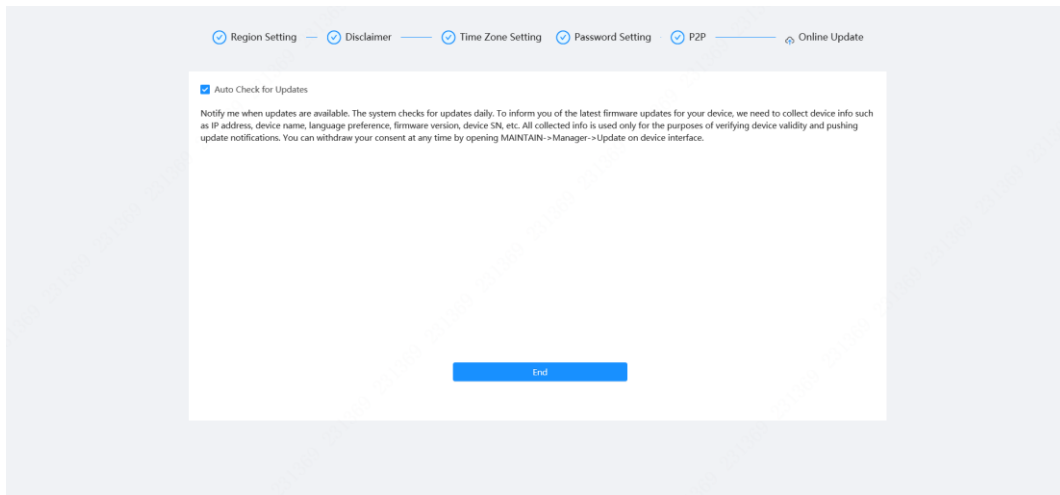 Region Setting Disclaimer Time Zone Setting Password Setting P2P Online Update
Auto Check for Updates
Notify me when updates are available. The system checks for updates daily. To inform you of the latest firmware updates for your device, we need to collect device info such
as IP address, device name, language preference, firmware version, device SN, etc. All collected info is used only for the purposes of verifying device validity and pushing
update notifications. You can withdraw your consent at any time by opening MAINTAIN->Manager->Update on device interface.
End